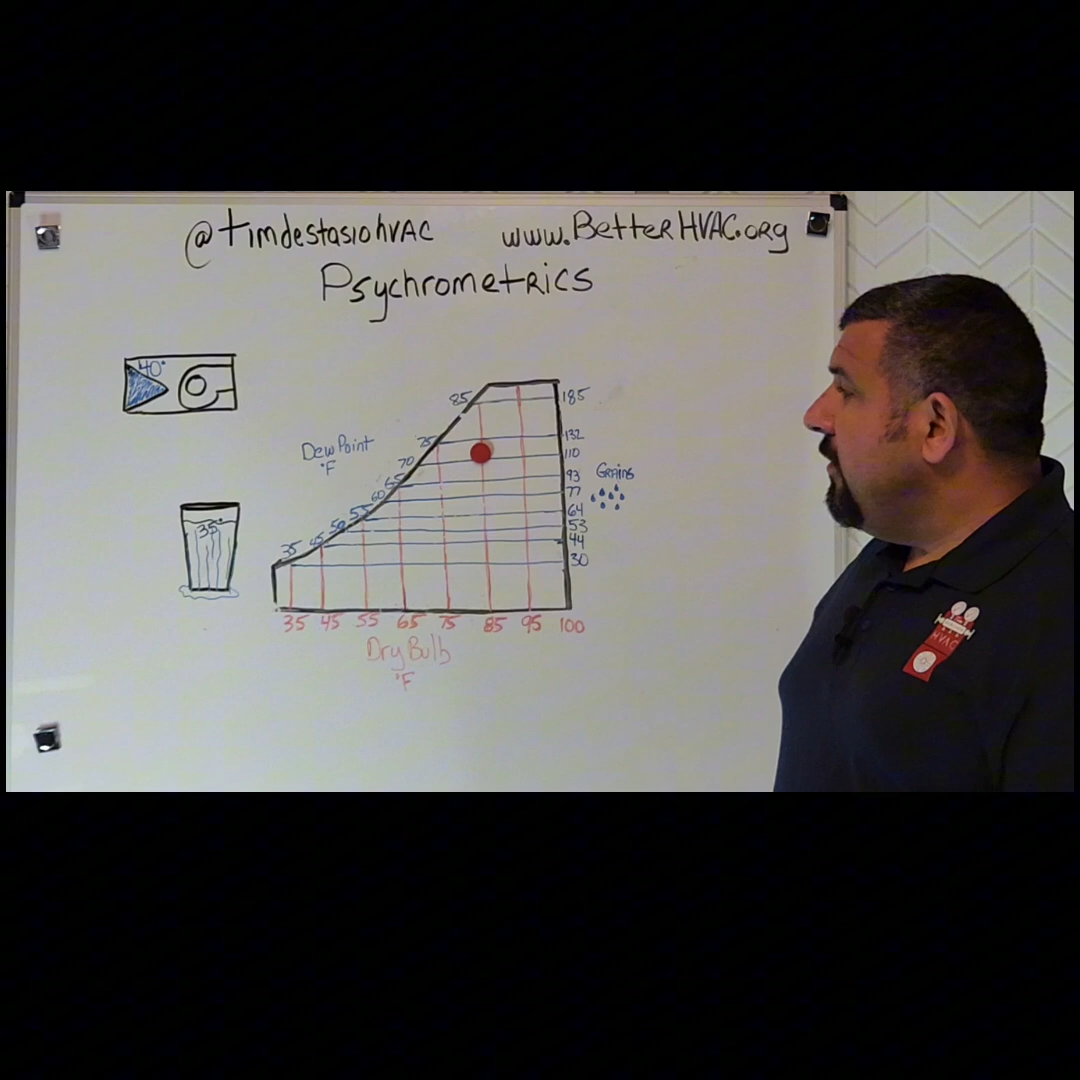 @timdestasiohvac www.BetterHVAC.org
Psychrometrics
40°
85 185
Dew Point
°F
75 132
70 110
65 93
Grains
60 77
55 64
35°
50 53
45 44
35 30
35 45 55 65 75 85 95 100
Dry Bulb
°F
HVAC